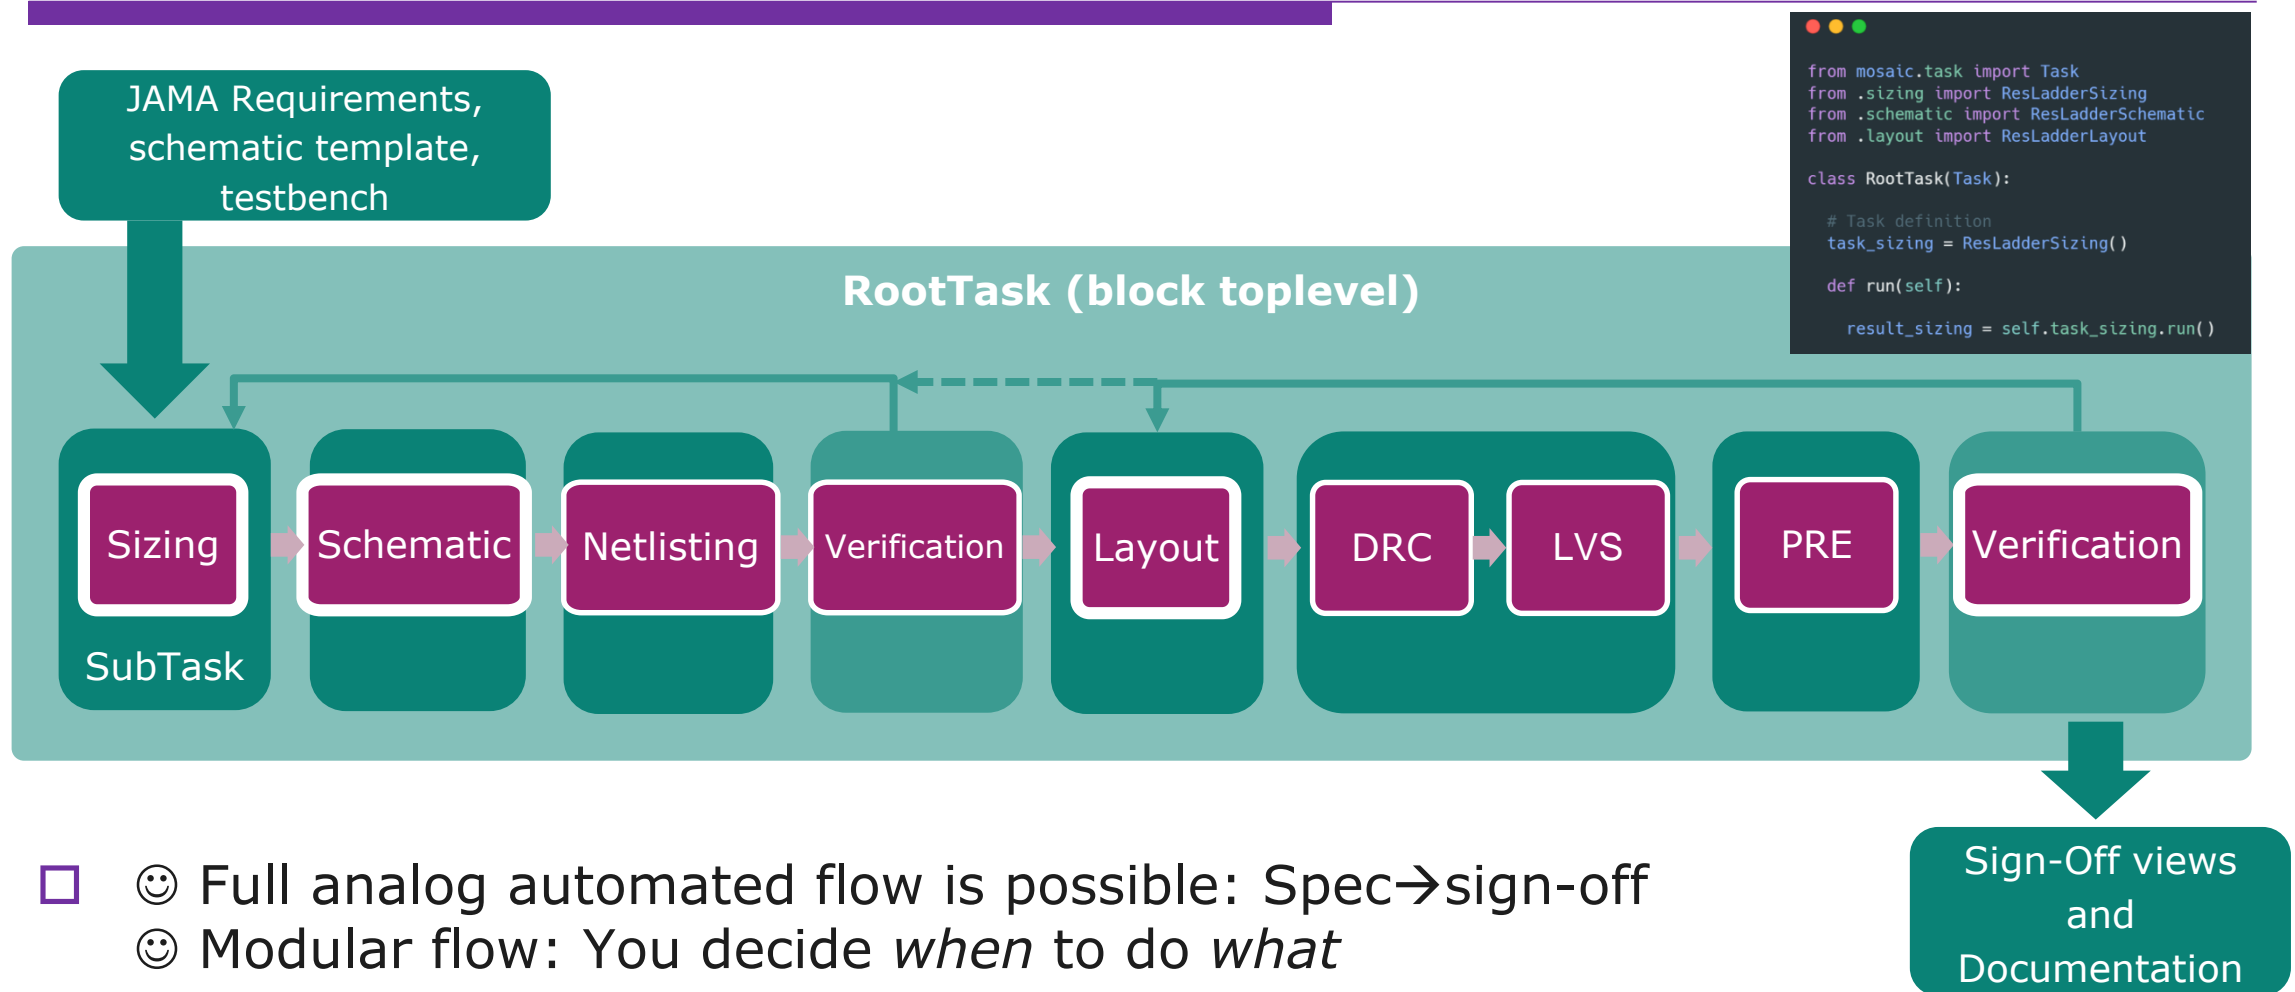 JAMA Requirements,
schematic template,
testbench
from mosaic.task import Task
from .sizing import ResLadderSizing
from .schematic import ResLadderSchematic
from .layout import ResLadderLayout
class RootTask(Task):
# Task definition
task_sizing = ResLadderSizing()
def run(self):
result_sizing = self.task_sizing.run()
RootTask (block toplevel)
Sizing
Schematic
Netlisting
Verification
Layout
DRC
LVS
PRE
Verification
SubTask
☺ Full analog automated flow is possible: Spec→sign-off
☺ Modular flow: You decide when to do what
Sign-Off views
and
Documentation